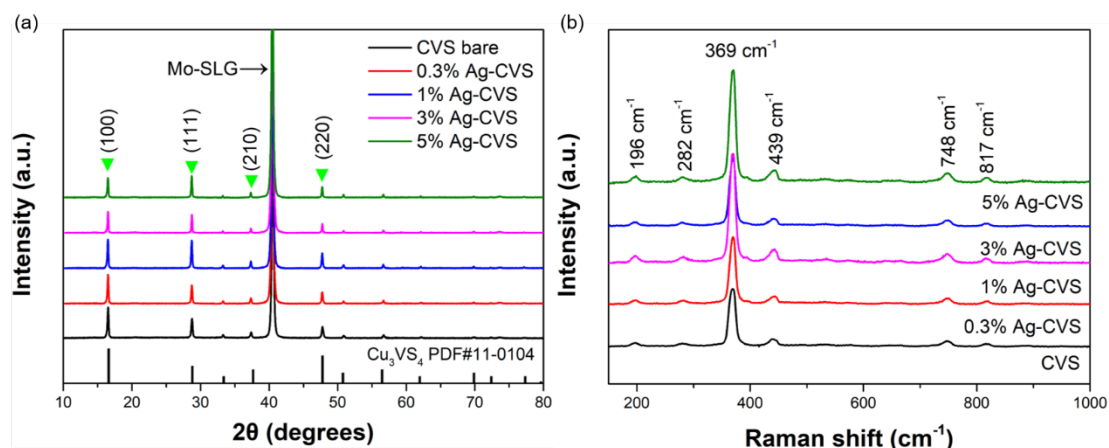 (a)
Intensity (a.u.)
Mo-SLG→
CVS bare
0.3% Ag-CVS
1% Ag-CVS
3% Ag-CVS
5% Ag-CVS
(100)
(111)
(210)
(220)
Cu₃VS₄ PDF#11-0104
10 20 30 40 50 60 70 80
2θ (degrees)
(b)
Intensity (a.u.)
369 cm⁻¹
196 cm⁻¹
282 cm⁻¹
439 cm⁻¹
748 cm⁻¹
817 cm⁻¹
5% Ag-CVS
3% Ag-CVS
1% Ag-CVS
0.3% Ag-CVS
CVS
200 400 600 800 1000
Raman shift (cm⁻¹)